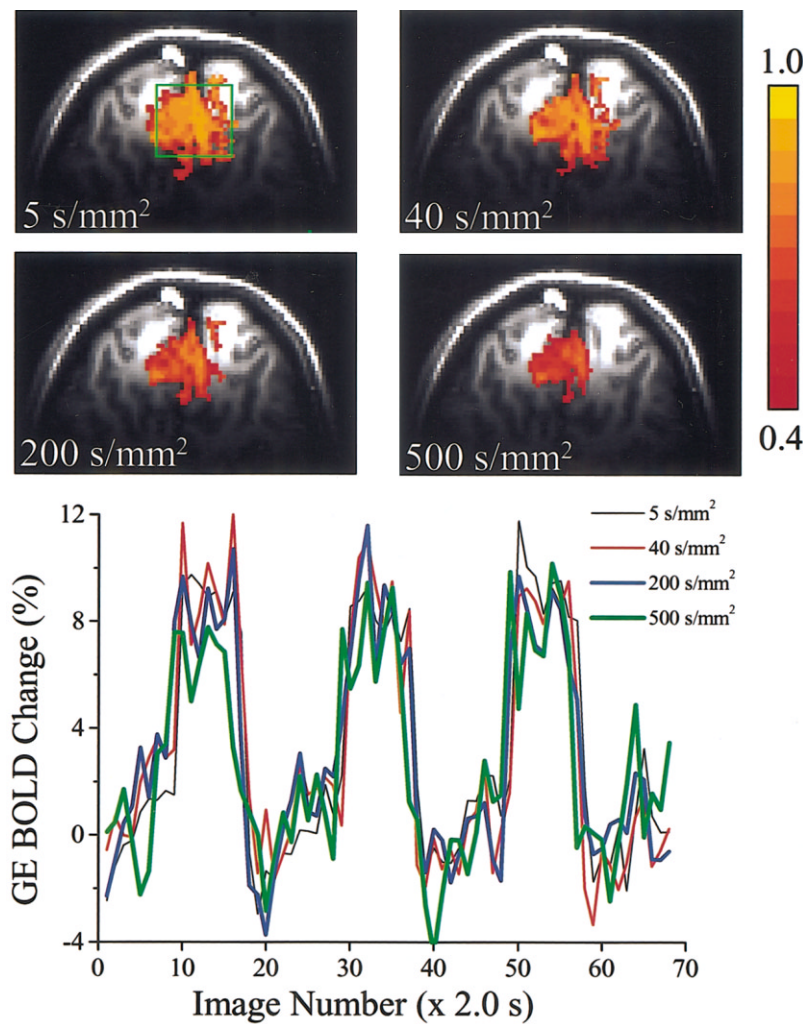 5 s/mm²
40 s/mm²
1.0
200 s/mm²
500 s/mm²
0.4
12
8
4
0
-4
GE BOLD Change (%)
5 s/mm²
40 s/mm²
200 s/mm²
500 s/mm²
0 10 20 30 40 50 60 70
Image Number (x 2.0 s)